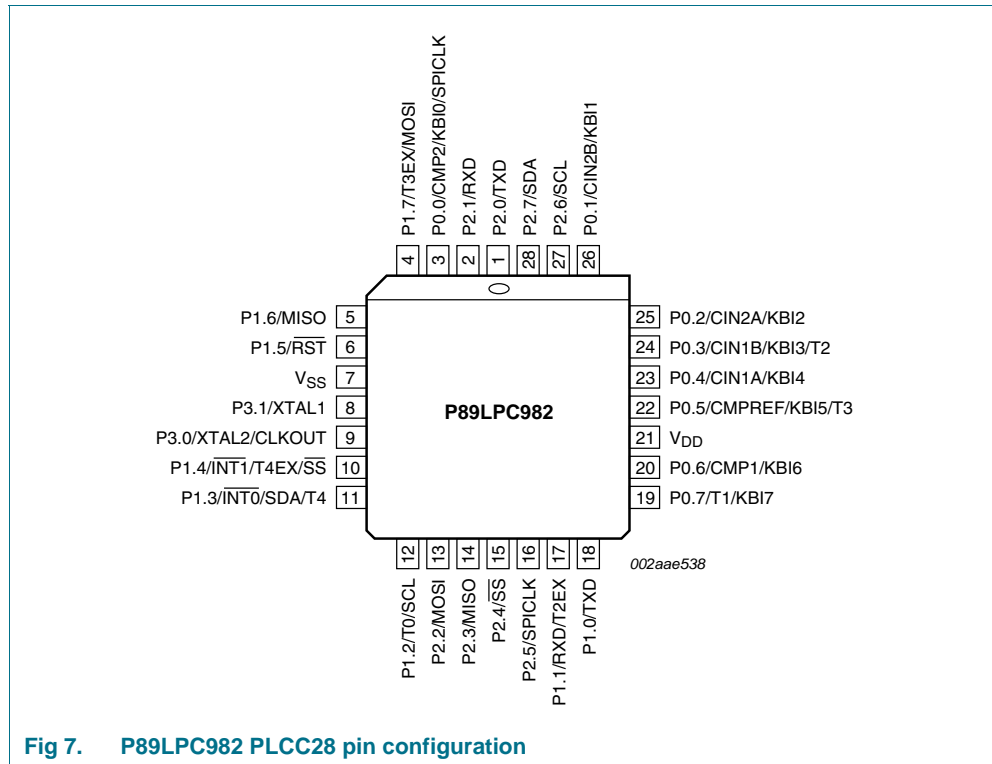 P1.7/T3EX/MOSI
P0.0/CMP2/KBI0/SPICLK
P2.1/RXD
P2.0/TXD
P2.7/SDA
P2.6/SCL
P0.1/CIN2B/KBI1
4
3
2
1
28
27
26
P1.6/MISO 5
P1.5/R̅S̅T̅ 6
VSS 7
P3.1/XTAL1 8
P3.0/XTAL2/CLKOUT 9
P1.4/I̅N̅T̅1̅/T4EX/S̅S̅ 10
P1.3/I̅N̅T̅0̅/SDA/T4 11
P89LPC982
25 P0.2/CIN2A/KBI2
24 P0.3/CIN1B/KBI3/T2
23 P0.4/CIN1A/KBI4
22 P0.5/CMPREF/KBI5/T3
21 VDD
20 P0.6/CMP1/KBI6
19 P0.7/T1/KBI7
12
13
14
15
16
17
18
P1.2/T0/SCL
P2.2/MOSI
P2.3/MISO
P2.4/S̅S̅
P2.5/SPICLK
P1.1/RXD/T2EX
P1.0/TXD
002aae538
Fig 7. P89LPC982 PLCC28 pin configuration